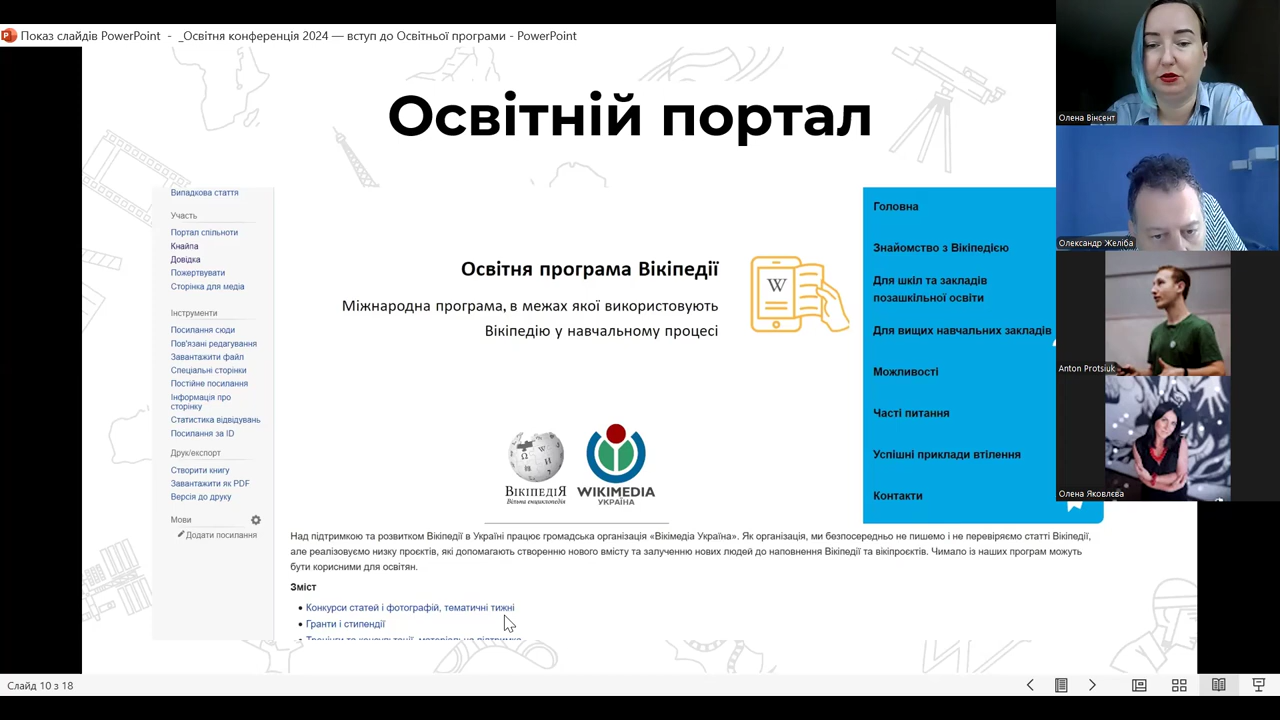 Показ слайдів PowerPoint - _Освітня конференція 2024 — вступ до Освітньої програми - PowerPoint
Освітній портал
Випадкова стаття
Участь
Портал спільноти
Кнайпа
Довідка
Пожертвувати
Сторінка для медіа
Інструменти
Посилання сюди
Пов'язані редагування
Завантажити файл
Спеціальні сторінки
Постійне посилання
Інформація про
сторінку
Статистика відвідувань
Посилання за ID
Друк/експорт
Створити книгу
Завантажити як PDF
Версія до друку
Мови
Додати посилання
Освітня програма Вікіпедії
Міжнародна програма, в межах якої використовують
Вікіпедію у навчальному процесі
W
ВікіпедіЯ
Вільна енциклопедія
WIKIMEDIA
УКРАЇНА
Головна
Знайомство з Вікіпедією
Для шкіл та закладів
позашкільної освіти
Для вищих навчальних закладів
Можливості
Часті питання
Успішні приклади втілення
Контакти
Над підтримкою та розвитком Вікіпедії в Україні працює громадська організація «Вікімедіа Україна». Як організація, ми безпосередньо не пишемо і не перевіряємо статті Вікіпедії,
але реалізовуємо низку проєктів, які допомагають створенню нового вмісту та залученню нових людей до наповнення Вікіпедії та вікіпроєктів. Чимало із наших програм можуть
бути корисними для освітян.
Зміст
Конкурси статей і фотографій, тематичні тижні
Гранти і стипендії
Тренінги та консультації, матеріальна підтримка
Олена Вінсент
Олександр Желіба
Anton Protsiuk
Олена Яковлєва
Слайд 10 з 18